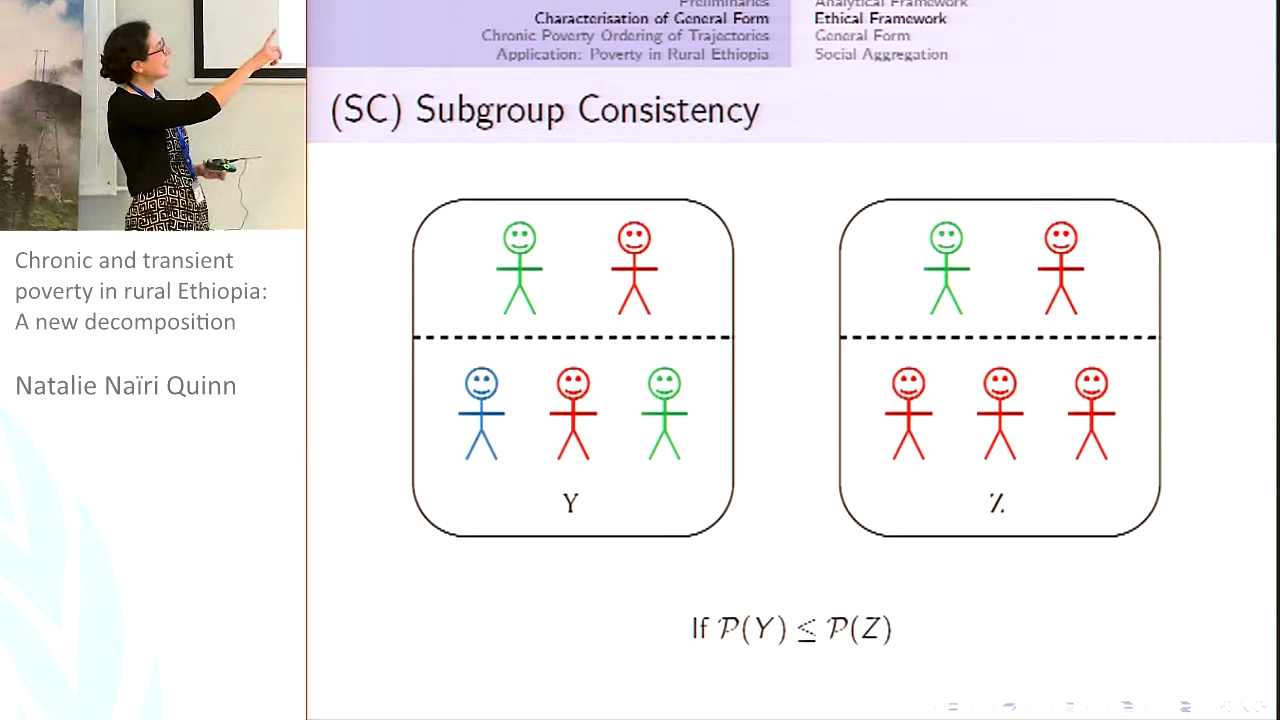 Preliminaries
Characterisation of General Form
Chronic Poverty Ordering of Trajectories
Application: Poverty in Rural Ethiopia
Analytical Framework
Ethical Framework
General Form
Social Aggregation
(SC) Subgroup Consistency
Y
Z
If 𝒫(Y) ≤ 𝒫(Z)
Chronic and transient
poverty in rural Ethiopia:
A new decomposition
Natalie Naïri Quinn